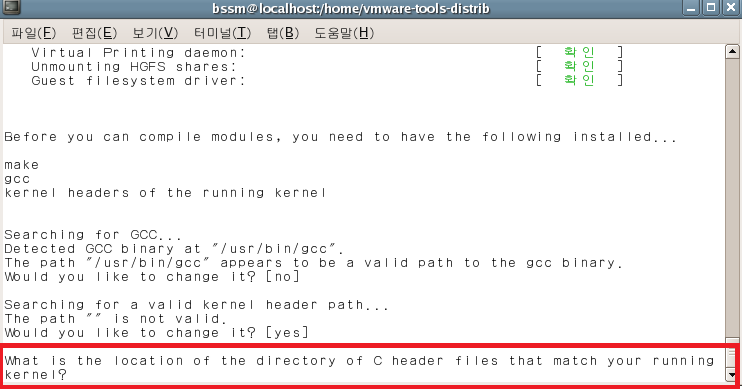 bssm@localhost:/home/vmware-tools-distrib
파일(F) 편집(E) 보기(V) 터미널(T) 탭(B) 도움말(H)
Virtual Printing daemon: [ 확인 ]
Unmounting HGFS shares: [ 확인 ]
Guest filesystem driver: [ 확인 ]
Before you can compile modules, you need to have the following installed...
make
gcc
kernel headers of the running kernel
Searching for GCC...
Detected GCC binary at "/usr/bin/gcc".
The path "/usr/bin/gcc" appears to be a valid path to the gcc binary.
Would you like to change it? [no]
Searching for a valid kernel header path...
The path "" is not valid.
Would you like to change it? [yes]
What is the location of the directory of C header files that match your running
kernel?